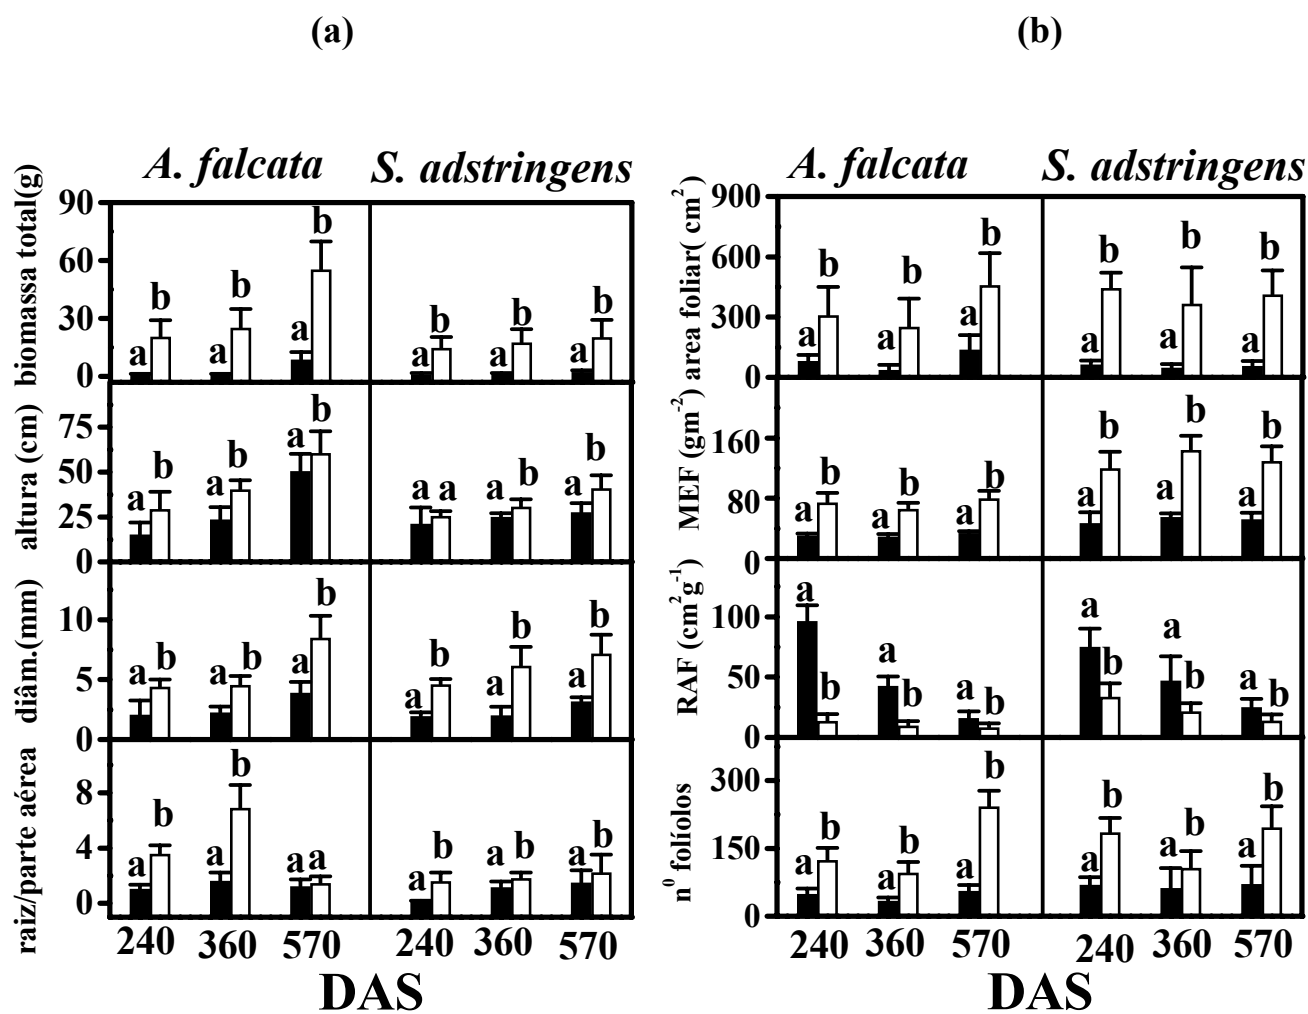 (a) (b)
A. falcata S. adstringens
A. falcata S. adstringens
biomassa total(g)
90
60
30
0
a b a b a b a b a b a b
altura (cm)
75
50
25
0
a b a b a b a a a b a b
diâm.(mm)
10
5
0
a b a b a b a b a b a b
raiz/parte aérea
8
4
0
a b a b a a a b a b a b
240 360 570 240 360 570
DAS
area foliar( cm²)
900
600
300
0
a b a b a b a b a b a b
MEF (gm⁻²)
160
80
0
a b a b a b a b a b a b
RAF (cm²g⁻¹)
100
50
0
a b a b a b a b a b a b
n⁰ folíolos
300
150
0
a b a b a b a b a b a b
240 360 570 240 360 570
DAS